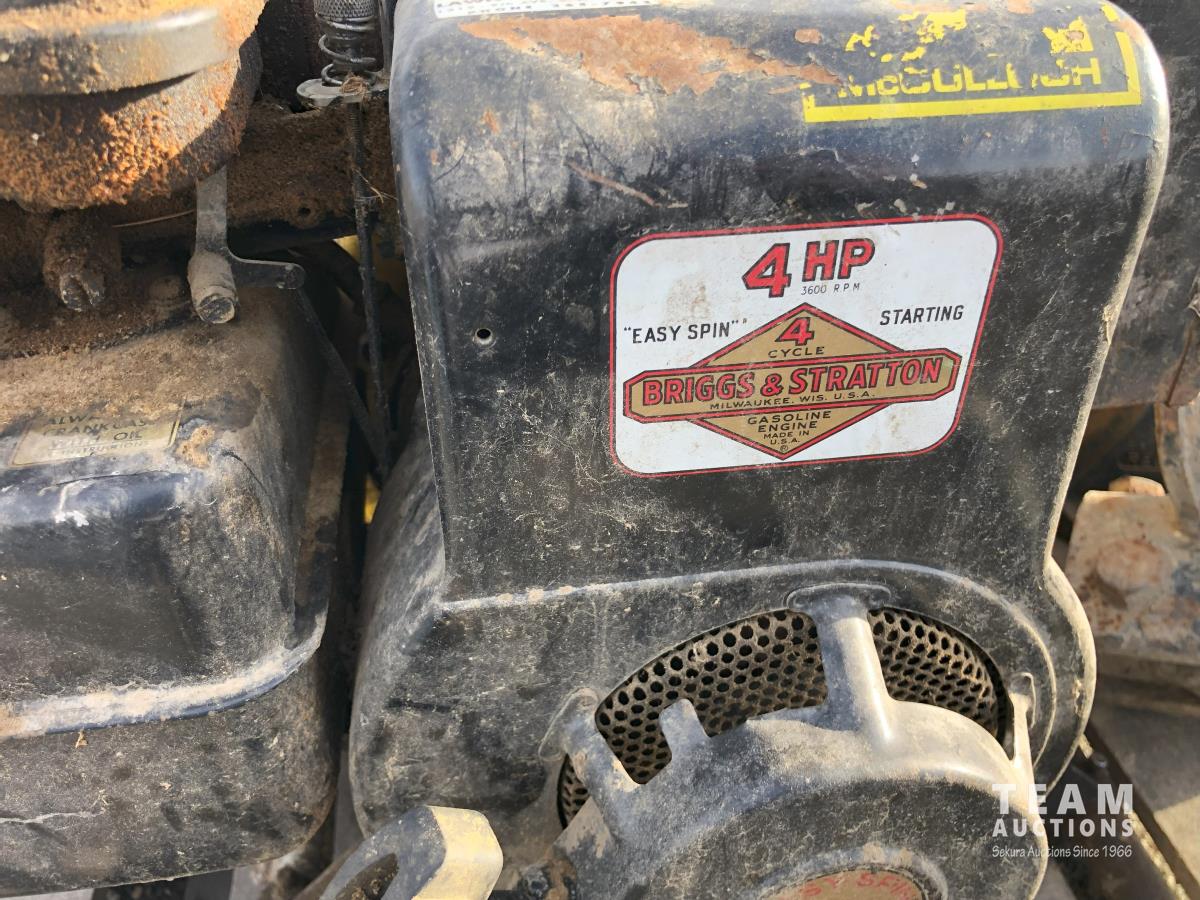 McCULLOCH
4 HP
3600 RPM
"EASY SPIN" STARTING
4
CYCLE
BRIGGS & STRATTON
MILWAUKEE, WIS. U.S.A.
GASOLINE
ENGINE
MADE IN
U.S.A.
®
OIL
TEAM
AUCTIONS
Sekura Auctions Since 1966